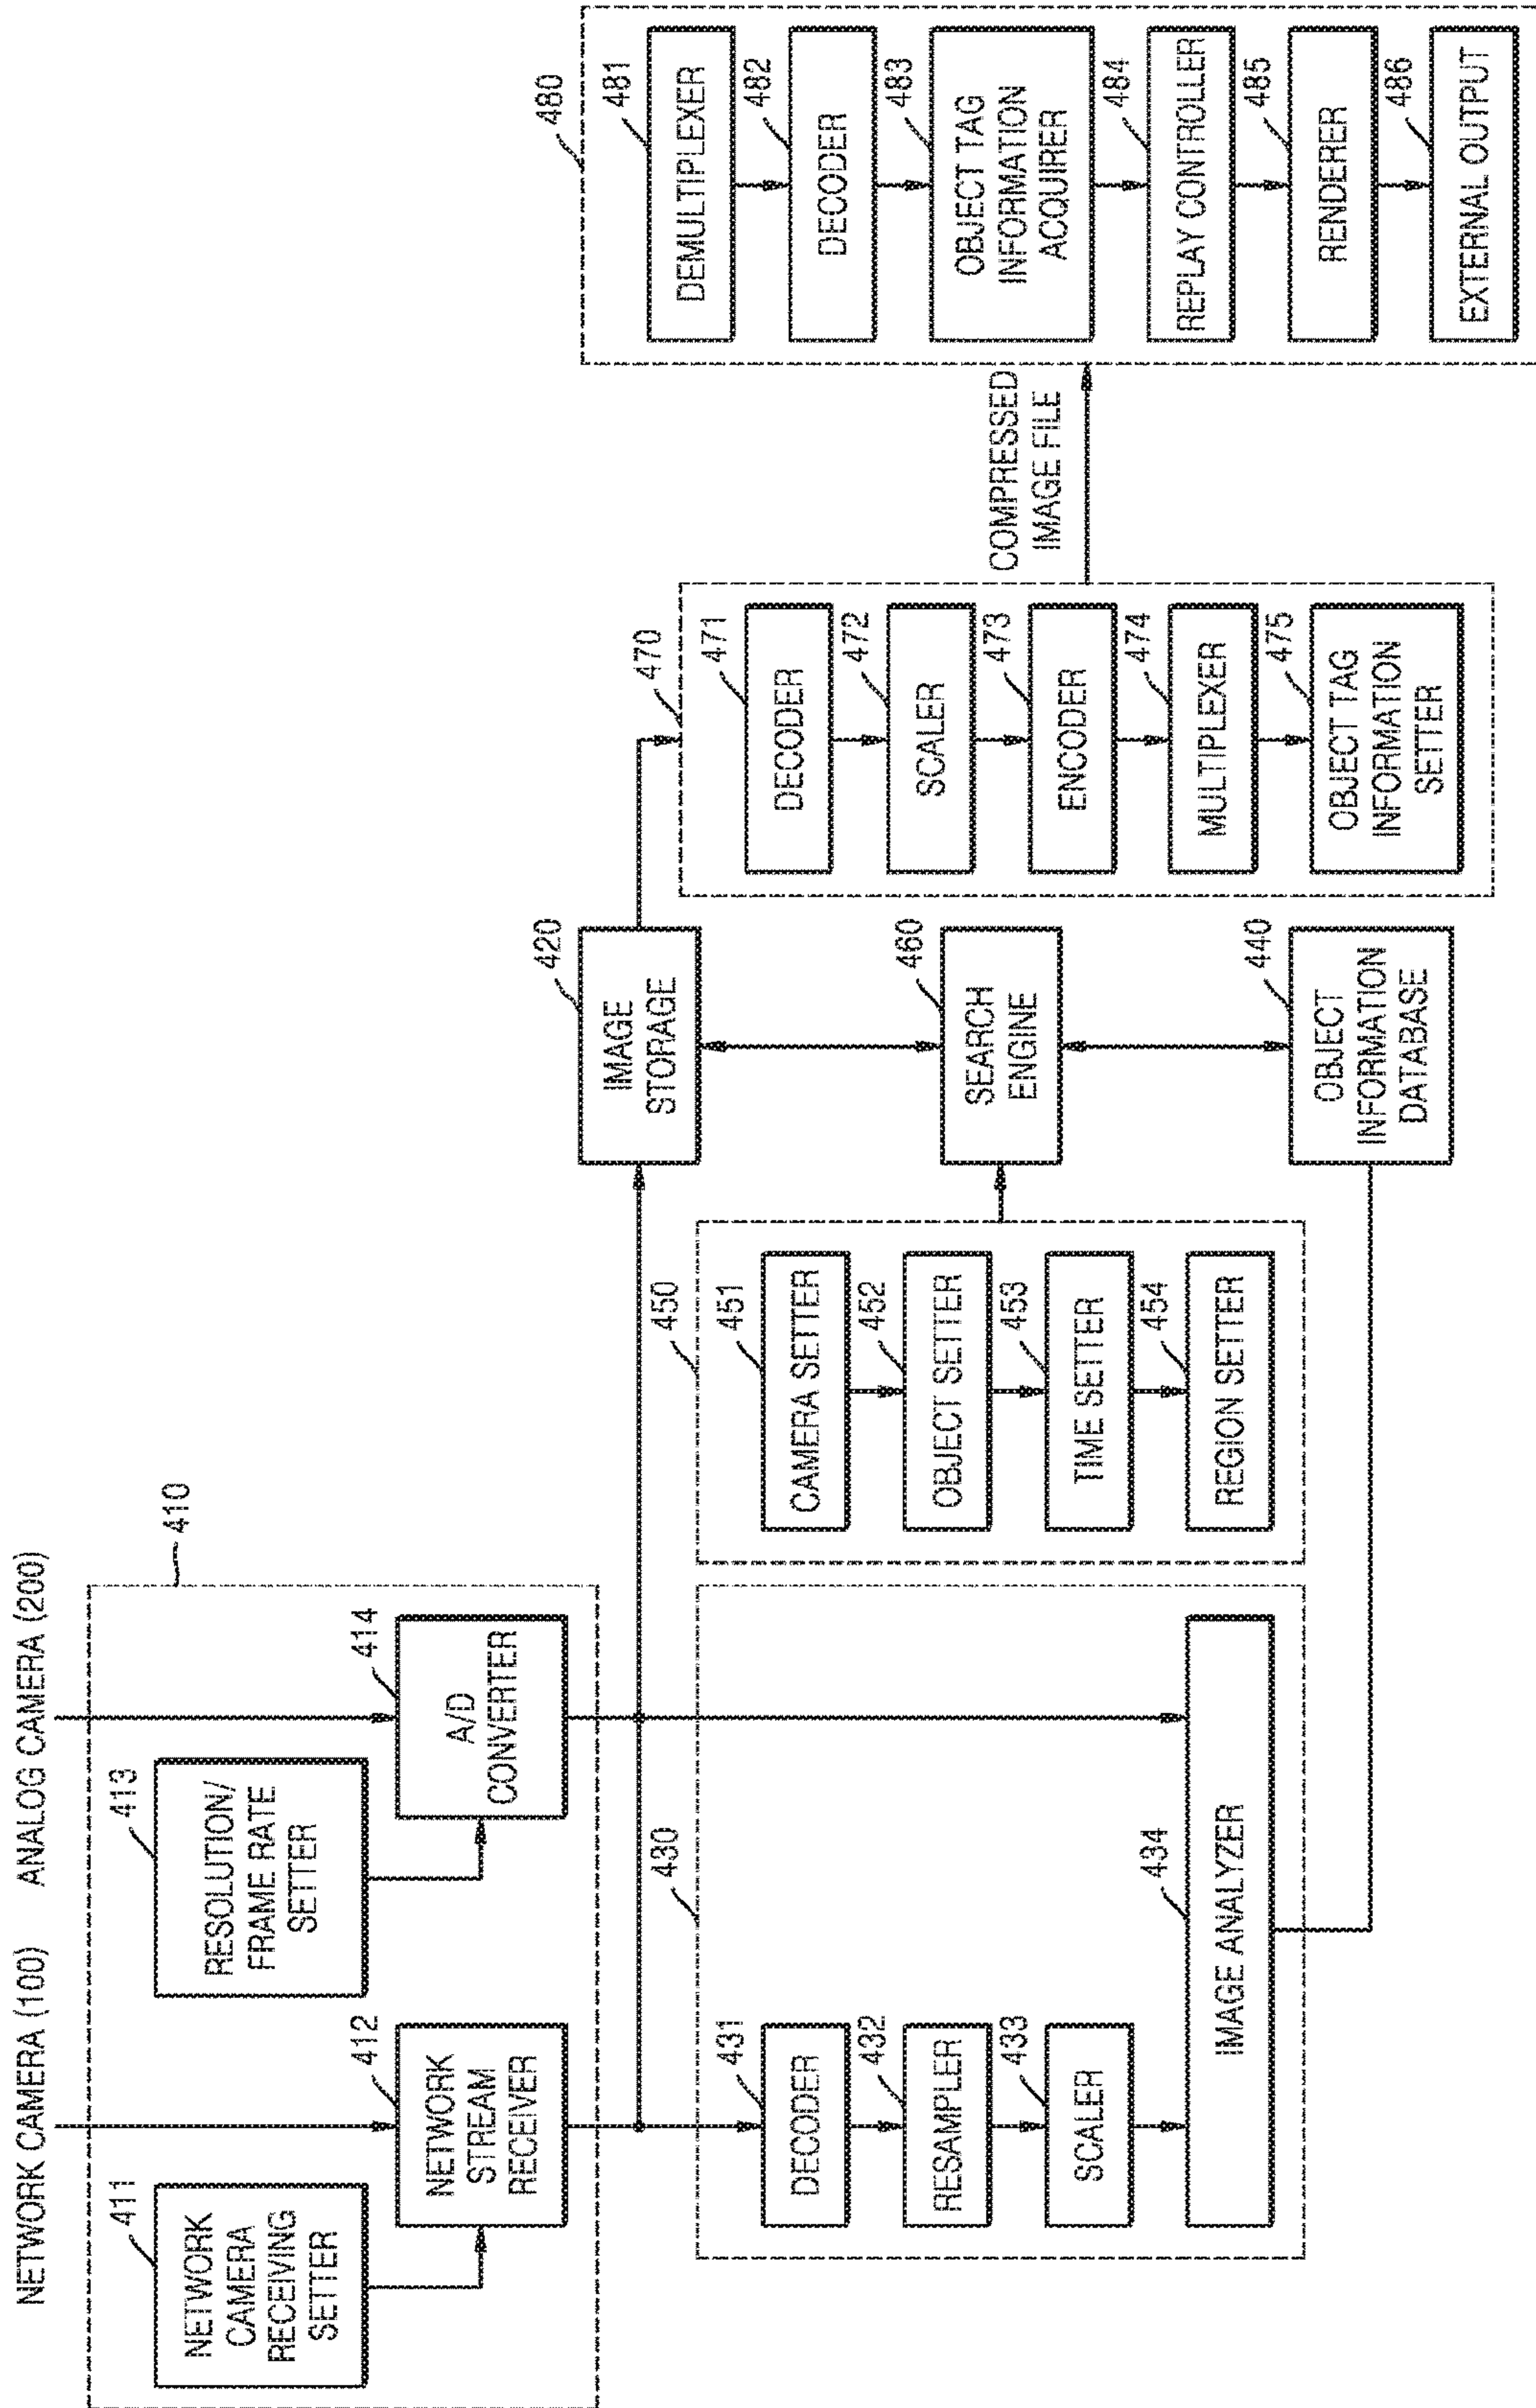 NETWORK CAMERA (100)
ANALOG CAMERA (200)
410
411
NETWORK
CAMERA
RECEIVING
SETTER
412
NETWORK
STREAM
RECEIVER
413
RESOLUTION/
FRAME RATE
SETTER
414
A/D
CONVERTER
430
431
DECODER
432
RESAMPLER
433
SCALER
434
IMAGE ANALYZER
450
451
CAMERA SETTER
452
OBJECT SETTER
453
TIME SETTER
454
REGION SETTER
420
IMAGE
STORAGE
460
SEARCH
ENGINE
440
OBJECT
INFORMATION
DATABASE
470
471
DECODER
472
SCALER
473
ENCODER
474
MULTIPLEXER
475
OBJECT TAG
INFORMATION
SETTER
COMPRESSED
IMAGE FILE
480
481
DEMULTIPLEXER
482
DECODER
483
OBJECT TAG
INFORMATION
ACQUIRER
484
REPLAY CONTROLLER
485
RENDERER
486
EXTERNAL OUTPUT